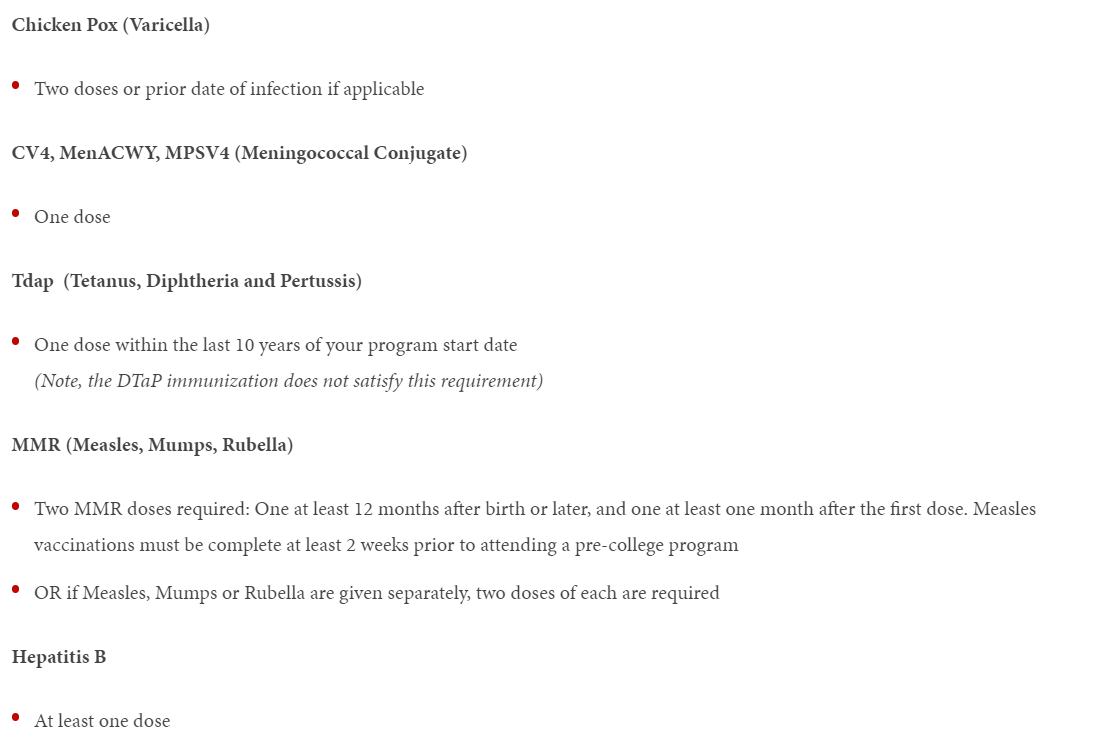 Chicken Pox (Varicella)
Two doses or prior date of infection if applicable
CV4, MenACWY, MPSV4 (Meningococcal Conjugate)
One dose
Tdap  (Tetanus, Diphtheria and Pertussis)
One dose within the last 10 years of your program start date
(Note, the DTaP immunization does not satisfy this requirement)
MMR (Measles, Mumps, Rubella)
Two MMR doses required: One at least 12 months after birth or later, and one at least one month after the first dose. Measles
vaccinations must be complete at least 2 weeks prior to attending a pre-college program
OR if Measles, Mumps or Rubella are given separately, two doses of each are required
Hepatitis B
At least one dose